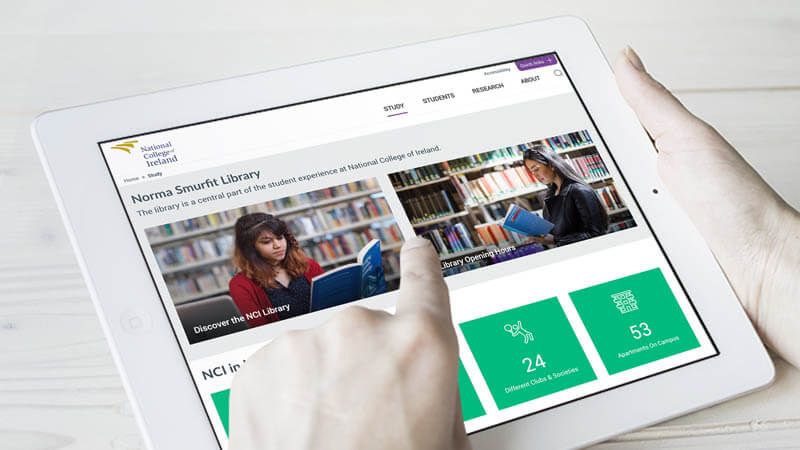 Accessibility
Quick links +
STUDY
STUDENTS
RESEARCH
ABOUT
National
College of
Ireland
Home > Study
Norma Smurfit Library
The library is a central part of the student experience at National College of Ireland.
Discover the NCI Library
Library Opening Hours
NCI in
24
Different Clubs & Societies
53
Apartments On Campus